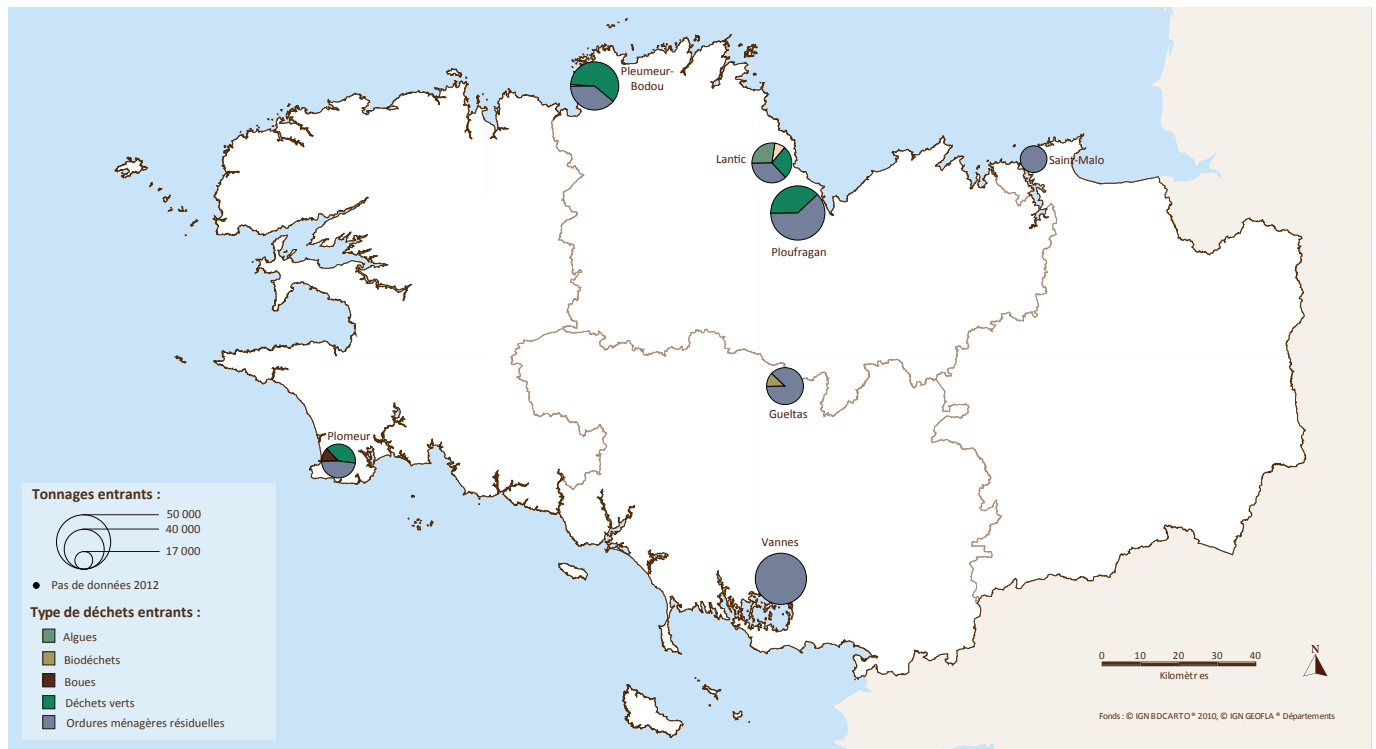 Pleumeur-
Bodou
Lantic
Saint-Malo
Ploufragan
Gueltas
Plomeur
Vannes
Tonnages entrants :
50 000
40 000
17 000
Pas de données 2012
Type de déchets entrants :
Algues
Biodéchets
Boues
Déchets verts
Ordures ménagères résiduelles
0 10 20 30 40
Kilomètres
N
Fonds : © IGN BDCARTO® 2010, © IGN GEOFLA® Départements